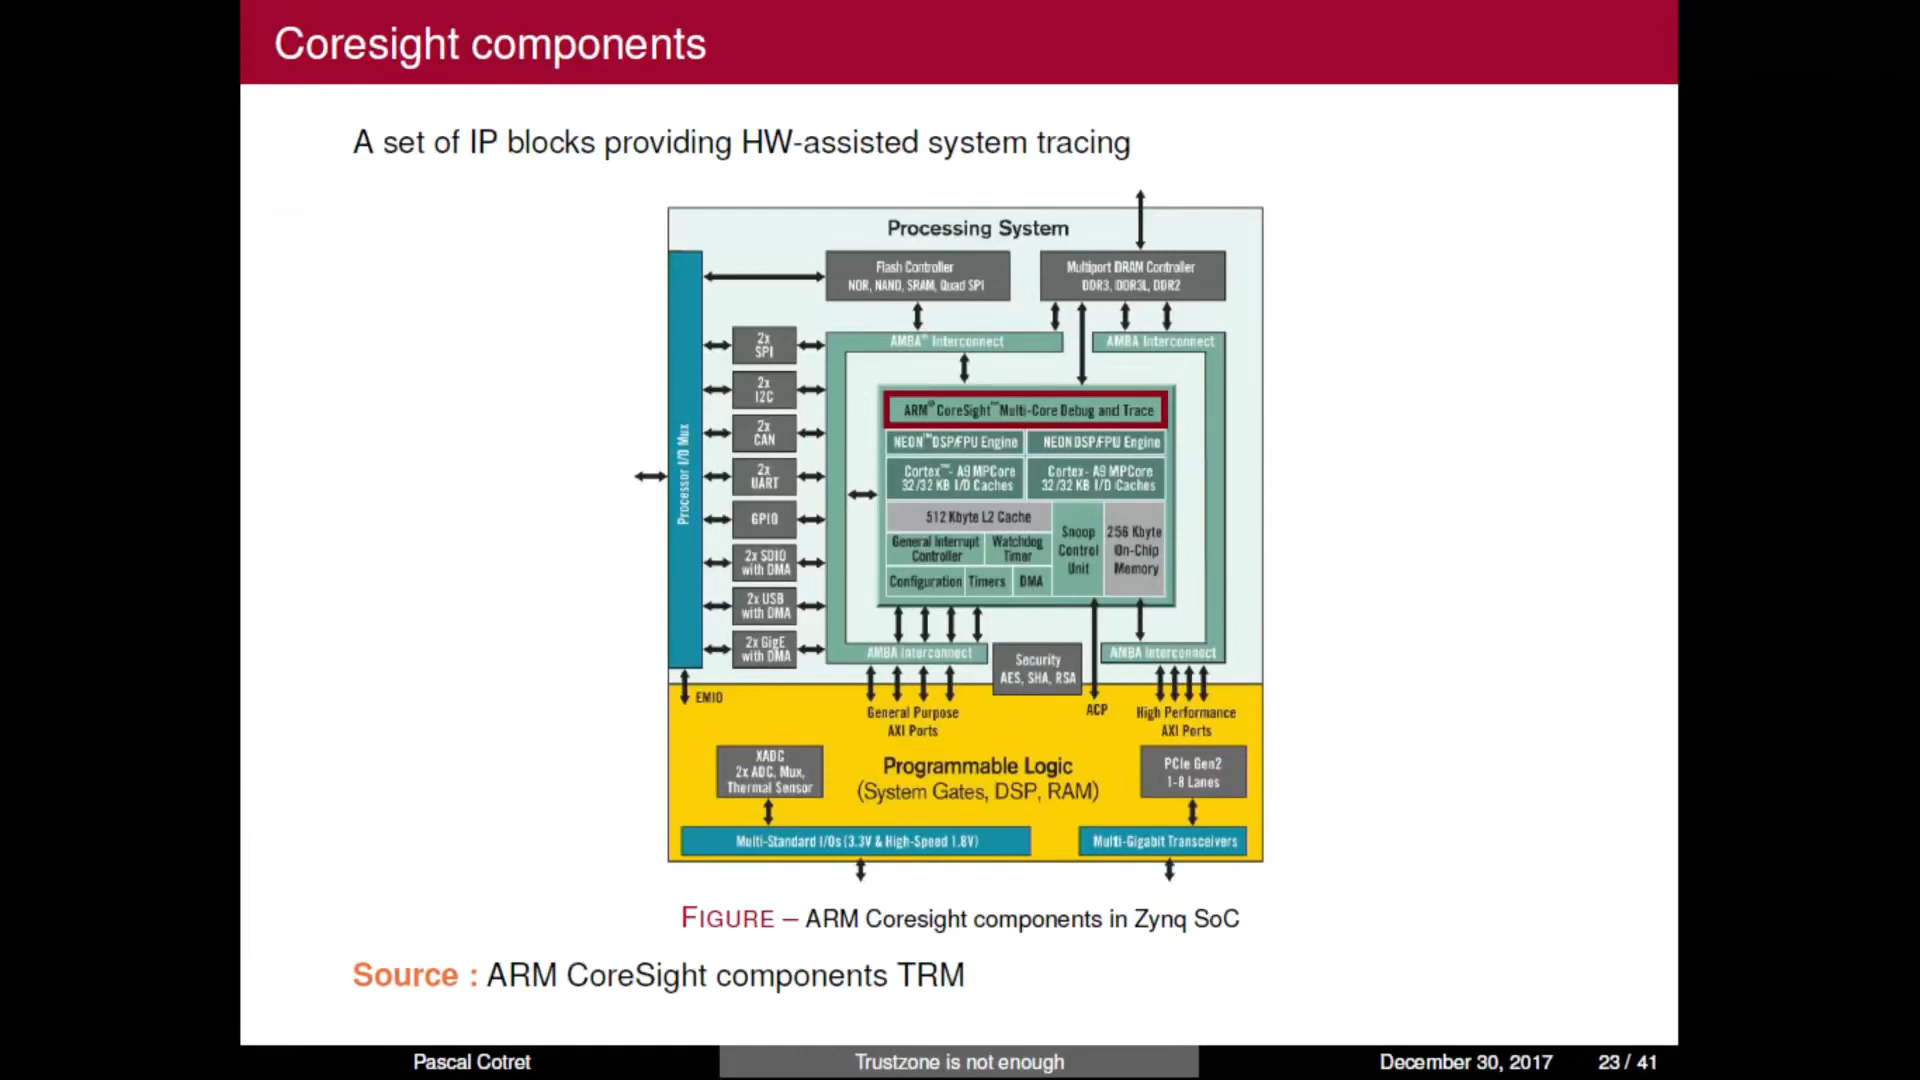 Coresight components
A set of IP blocks providing HW-assisted system tracing
Processing System
Flash Controller
NOR, NAND, SRAM, Quad SPI
Multiport DRAM Controller
DDR3, DDR3L, DDR2
AMBA® Interconnect
AMBA Interconnect
Processor I/O Mux
2x
SPI
2x
I2C
2x
CAN
2x
UART
GPIO
2x SDIO
with DMA
2x USB
with DMA
2x GigE
with DMA
ARM® CoreSight™ Multi-Core Debug and Trace
NEON™ DSP/FPU Engine
NEON DSP/FPU Engine
Cortex™- A9 MPCore
32/32 KB I/D Caches
Cortex- A9 MPCore
32/32 KB I/D Caches
512 Kbyte L2 Cache
General Interrupt
Controller
Watchdog
Timer
Configuration
Timers
DMA
Snoop
Control
Unit
256 Kbyte
On-Chip
Memory
AMBA Interconnect
Security
AES, SHA, RSA
AMBA Interconnect
EMIO
General Purpose
AXI Ports
ACP
High Performance
AXI Ports
XADC
2x ADC, Mux,
Thermal Sensor
Programmable Logic
(System Gates, DSP, RAM)
PCIe Gen2
1-8 Lanes
Multi-Standard I/Os (3.3V & High-Speed 1.8V)
Multi-Gigabit Transceivers
FIGURE – ARM Coresight components in Zynq SoC
Source : ARM CoreSight components TRM
Pascal Cotret
Trustzone is not enough
December 30, 2017
23 / 41